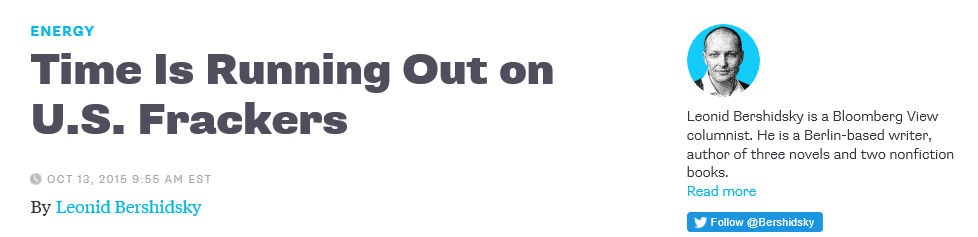 ENERGY
Time Is Running Out on
U.S. Frackers
OCT 13, 2015 9:55 AM EST
By Leonid Bershidsky
Leonid Bershidsky is a Bloomberg View
columnist. He is a Berlin-based writer,
author of three novels and two nonfiction
books.
Read more
Follow @Bershidsky